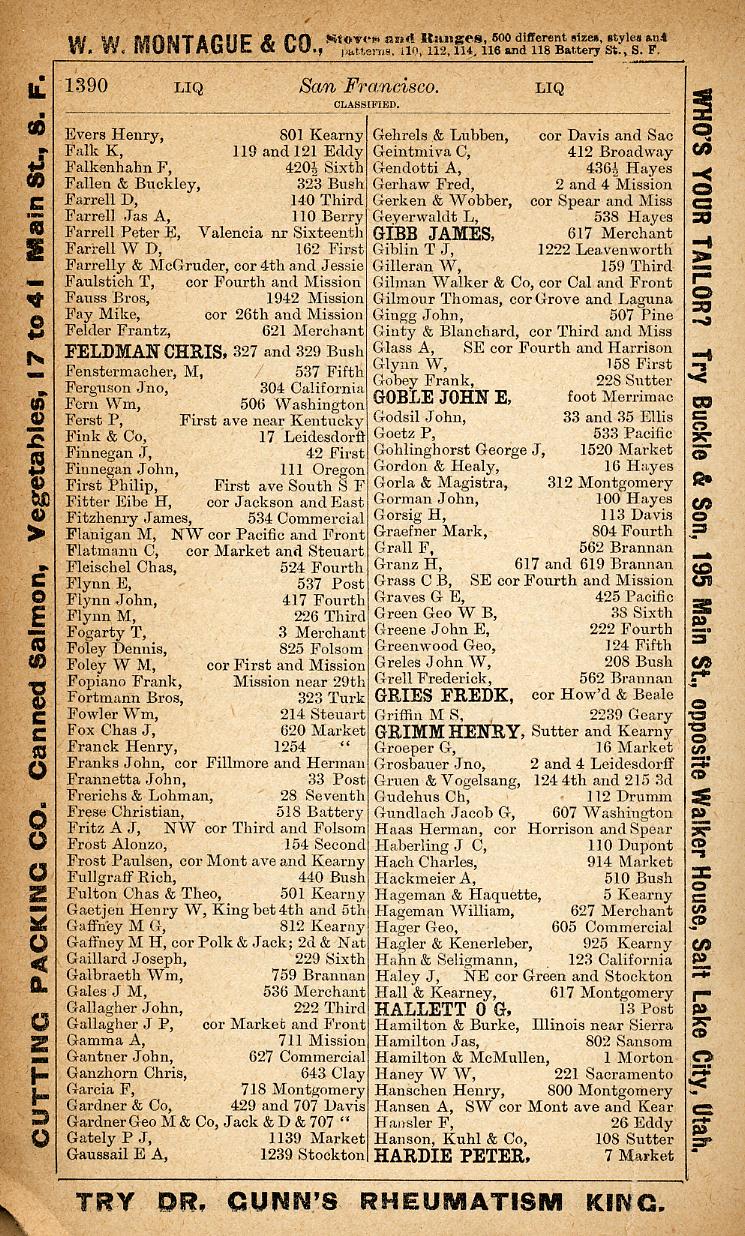 W. W. MONTAGUE & CO., Stoves and Ranges, 500 different sizes, styles and
patterns, 110, 112, 114, 116 and 118 Battery St., S. F.
CUTTING PACKING CO. Canned Salmon, Vegetables, 17 to 41 Main St., S. F.
1390 LIQ San Francisco. LIQ
CLASSIFIED.
Evers Henry, 801 Kearny
Falk K, 119 and 121 Eddy
Falkenhahn F, 420½ Sixth
Fallen & Buckley, 323 Bush
Farrell D, 140 Third
Farrell Jas A, 110 Berry
Farrell Peter E, Valencia nr Sixteenth
Farrell W D, 162 First
Farrelly & McGruder, cor 4th and Jessie
Faulstich T, cor Fourth and Mission
Fauss Bros, 1942 Mission
Fay Mike, cor 26th and Mission
Felder Frantz, 621 Merchant
FELDMAN CHRIS, 327 and 329 Bush
Fenstermacher, M, 537 Fifth
Ferguson Jno, 304 California
Fern Wm, 506 Washington
Ferst P, First ave near Kentucky
Fink & Co, 17 Leidesdorff
Finnegan J, 42 First
Finnegan John, 111 Oregon
First Philip, First ave South S F
Fitter Eibe H, cor Jackson and East
Fitzhenry James, 534 Commercial
Flanigan M, NW cor Pacific and Front
Flatmann C, cor Market and Steuart
Fleischel Chas, 524 Fourth
Flynn E, 537 Post
Flynn John, 417 Fourth
Flynn M, 226 Third
Fogarty T, 3 Merchant
Foley Dennis, 825 Folsom
Foley W M, cor First and Mission
Fopiano Frank, Mission near 29th
Fortmann Bros, 323 Turk
Fowler Wm, 214 Steuart
Fox Chas J, 620 Market
Franck Henry, 1254 “
Franks John, cor Fillmore and Herman
Frannetta John, 33 Post
Frerichs & Lohman, 28 Seventh
Frese Christian, 518 Battery
Fritz A J, NW cor Third and Folsom
Frost Alonzo, 154 Second
Frost Paulsen, cor Mont ave and Kearny
Fullgraff Rich, 440 Bush
Fulton Chas & Theo, 501 Kearny
Gaetjen Henry W, King bet 4th and 5th
Gaffney M G, 812 Kearny
Gaffney M H, cor Polk & Jack; 2d & Nat
Gaillard Joseph, 229 Sixth
Galbraeth Wm, 759 Brannan
Gales J M, 536 Merchant
Gallagher John, 222 Third
Gallagher J P, cor Market and Front
Gamma A, 711 Mission
Gantner John, 627 Commercial
Ganzhorn Chris, 643 Clay
Garcia F, 718 Montgomery
Gardner & Co, 429 and 707 Davis
Gardner Geo M & Co, Jack & D & 707 “
Gately P J, 1139 Market
Gaussail E A, 1239 Stockton
Gehrels & Lubben, cor Davis and Sac
Geintmiva C, 412 Broadway
Gendotti A, 436½ Hayes
Gerhaw Fred, 2 and 4 Mission
Gerken & Wobber, cor Spear and Miss
Geyerwaldt L, 538 Hayes
GIBB JAMES, 617 Merchant
Giblin T J, 1222 Leavenworth
Gilleran W, 159 Third
Gilman Walker & Co, cor Cal and Front
Gilmour Thomas, cor Grove and Laguna
Gingg John, 507 Pine
Ginty & Blanchard, cor Third and Miss
Glass A, SE cor Fourth and Harrison
Glynn W, 158 First
Gobey Frank, 228 Sutter
GOBLE JOHN E, foot Merrimac
Godsil John, 33 and 35 Ellis
Goetz P, 533 Pacific
Gohlinghorst George J, 1520 Market
Gordon & Healy, 16 Hayes
Gorla & Magistra, 312 Montgomery
Gorman John, 100 Hayes
Gorsig H, 113 Davis
Graefner Mark, 804 Fourth
Grall F, 562 Brannan
Granz H, 617 and 619 Brannan
Grass C B, SE cor Fourth and Mission
Graves G E, 425 Pacific
Green Geo W B, 38 Sixth
Greene John E, 222 Fourth
Greenwood Geo, 124 Fifth
Greles John W, 208 Bush
Grell Frederick, 562 Brannan
GRIES FREDK, cor How'd & Beale
Griffin M S, 2239 Geary
GRIMM HENRY, Sutter and Kearny
Groeper G, 16 Market
Grosbauer Jno, 2 and 4 Leidesdorff
Gruen & Vogelsang, 124 4th and 215 3d
Gudehus Ch, 112 Drumm
Gundlach Jacob G, 607 Washington
Haas Herman, cor Horrison and Spear
Haberling J C, 110 Dupont
Hach Charles, 914 Market
Hackmeier A, 510 Bush
Hageman & Haquette, 5 Kearny
Hageman William, 627 Merchant
Hager Geo, 605 Commercial
Hagler & Kenerleber, 925 Kearny
Hahn & Seligmann, 123 California
Haley J, NE cor Green and Stockton
Hall & Kearney, 617 Montgomery
HALLETT O G, 13 Post
Hamilton & Burke, Illinois near Sierra
Hamilton Jas, 802 Sansom
Hamilton & McMullen, 1 Morton
Haney W W, 221 Sacramento
Hanschen Henry, 800 Montgomery
Hansen A, SW cor Mont ave and Kear
Hansler F, 26 Eddy
Hanson, Kuhl & Co, 108 Sutter
HARDIE PETER, 7 Market
WHO'S YOUR TAILOR? Try Buckle & Son, 195 Main St., opposite Walker House, Salt Lake City, Utah.
TRY DR. GUNN'S RHEUMATISM KING.